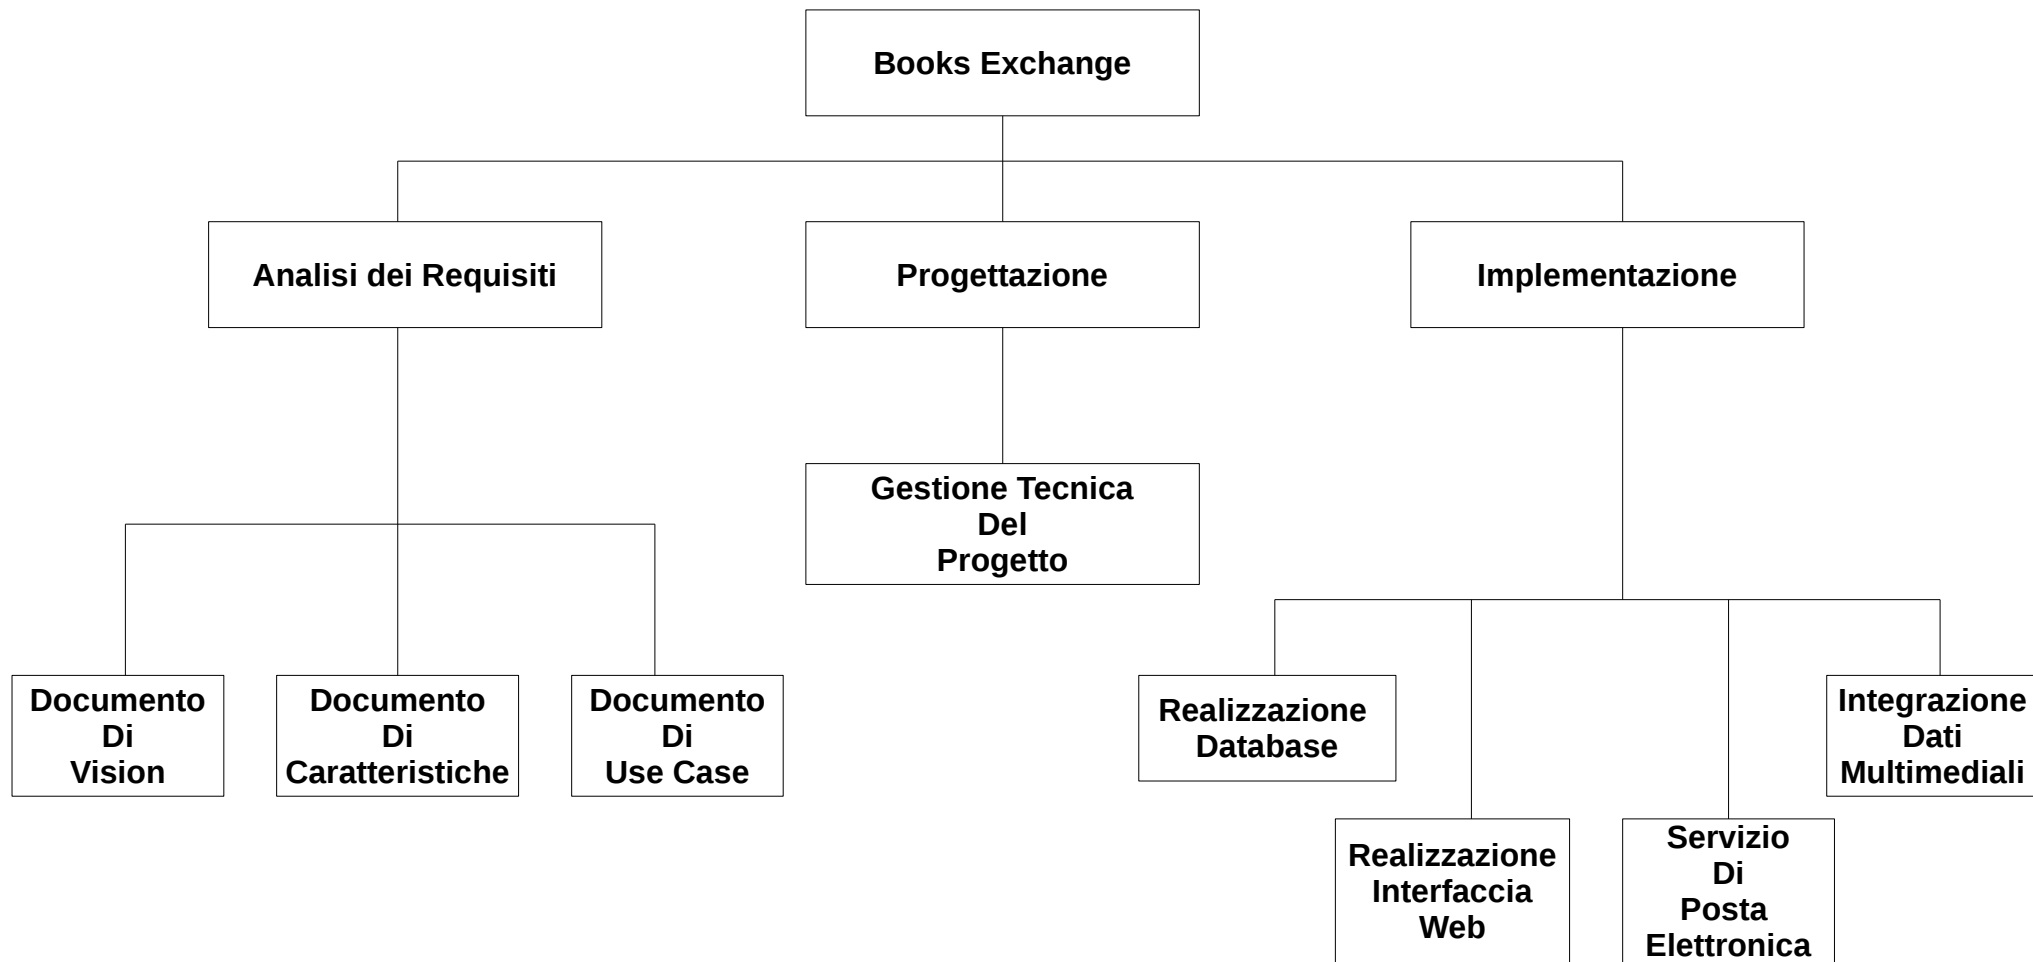 Books Exchange
Analisi dei Requisiti
Progettazione
Implementazione
Gestione Tecnica
Del
Progetto
Documento
Di
Vision
Documento
Di
Caratteristiche
Documento
Di
Use Case
Realizzazione
Database
Realizzazione
Interfaccia
Web
Servizio
Di
Posta
Elettronica
Integrazione
Dati
Multimediali